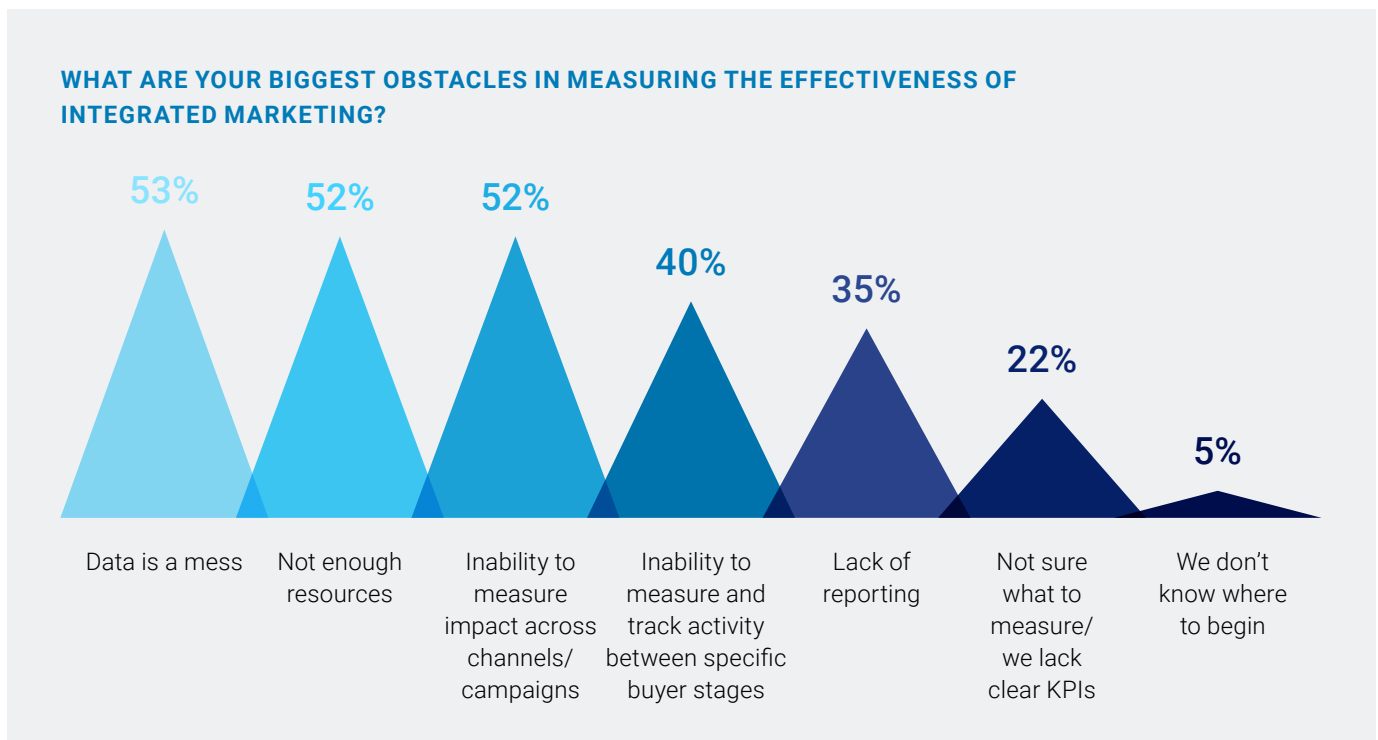 WHAT ARE YOUR BIGGEST OBSTACLES IN MEASURING THE EFFECTIVENESS OF
INTEGRATED MARKETING?
53%
52%
52%
40%
35%
22%
5%
Data is a mess
Not enough
resources
Inability to
measure
impact across
channels/
campaigns
Inability to
measure and
track activity
between specific
buyer stages
Lack of
reporting
Not sure
what to
measure/
we lack
clear KPIs
We don’t
know where
to begin